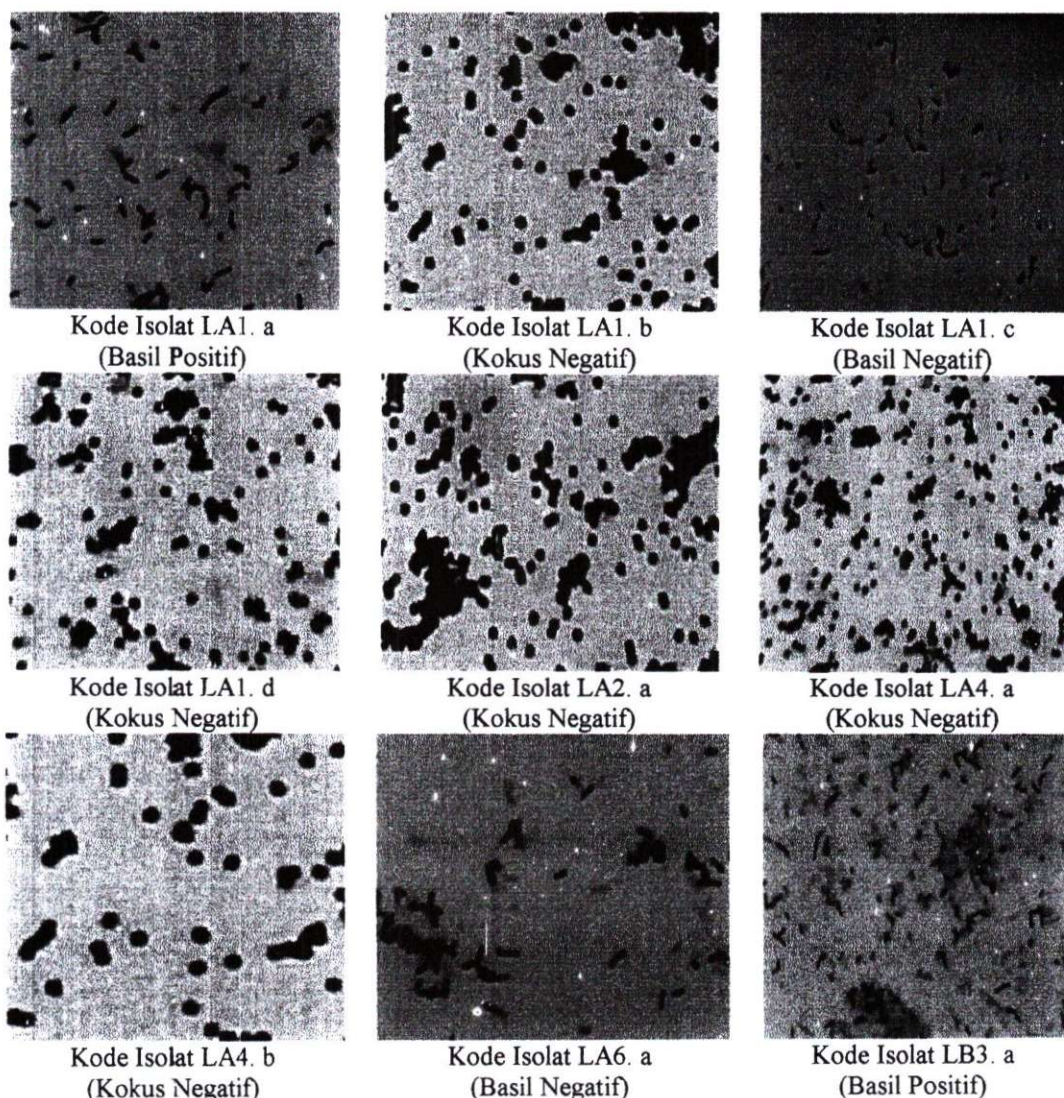 Kode Isolat LA1. a
(Basil Positif)
Kode Isolat LA1. b
(Kokus Negatif)
Kode Isolat LA1. c
(Basil Negatif)
Kode Isolat LA1. d
(Kokus Negatif)
Kode Isolat LA2. a
(Kokus Negatif)
Kode Isolat LA4. a
(Kokus Negatif)
Kode Isolat LA4. b
(Kokus Negatif)
Kode Isolat LA6. a
(Basil Negatif)
Kode Isolat LB3. a
(Basil Positif)